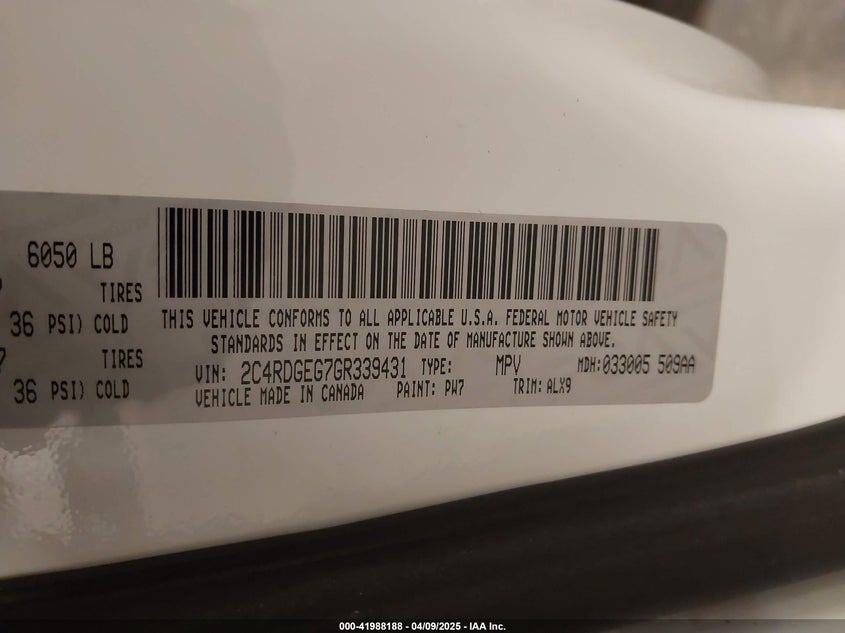 6050 LB
TIRES
36 PSI) COLD
TIRES
36 PSI) COLD
THIS VEHICLE CONFORMS TO ALL APPLICABLE U.S.A. FEDERAL MOTOR VEHICLE SAFETY
STANDARDS IN EFFECT ON THE DATE OF MANUFACTURE SHOWN ABOVE.
VIN: 2C4RDGEG7GR339431 TYPE: MPV MDH:033005 509AA
VEHICLE MADE IN CANADA PAINT: PW7 TRIM: ALX9
000-41988188 - 04/09/2025 - IAA Inc.